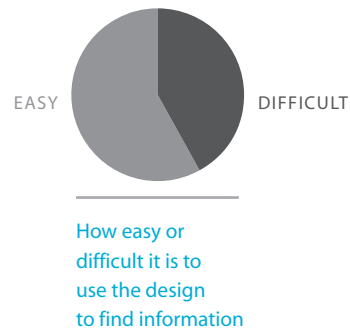 EASY
DIFFICULT
How easy or
difficult it is to
use the design
to find information